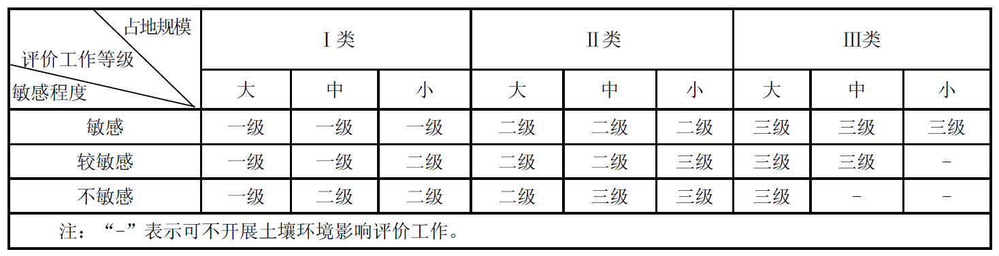 占地规模
评价工作等级
敏感程度
Ⅰ类 Ⅱ类 Ⅲ类
大 中 小 大 中 小 大 中 小
敏感 一级 一级 一级 二级 二级 二级 三级 三级 三级
较敏感 一级 一级 二级 二级 二级 三级 三级 三级 -
不敏感 一级 二级 二级 二级 三级 三级 三级 - -
注：“-”表示可不开展土壤环境影响评价工作。